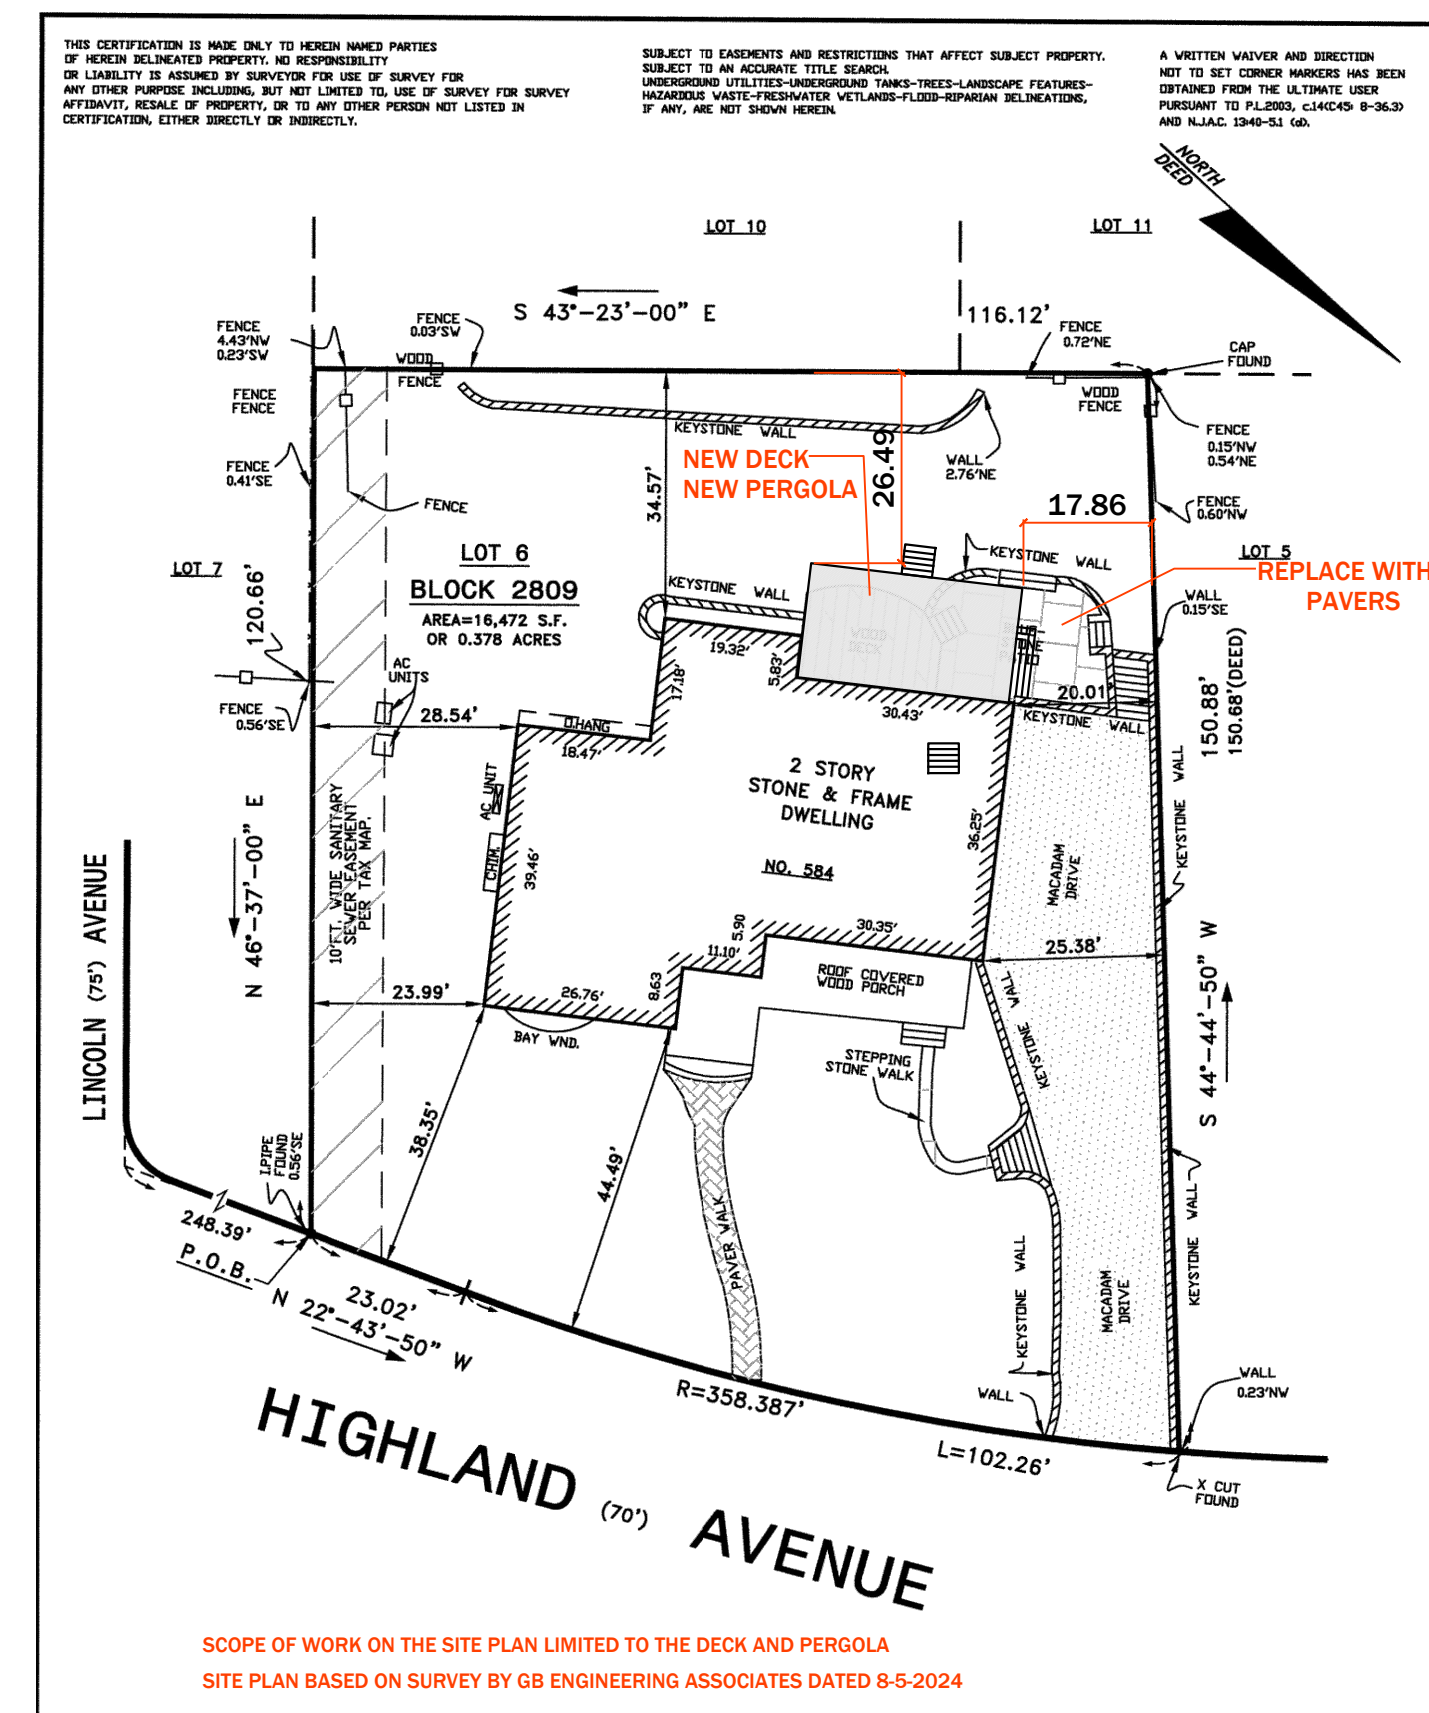 THIS CERTIFICATION IS MADE ONLY TO HEREIN NAMED PARTIES
OF HEREIN DELINEATED PROPERTY. NO RESPONSIBILITY
OR LIABILITY IS ASSUMED BY SURVEYOR FOR USE OF SURVEY FOR
ANY OTHER PURPOSE INCLUDING, BUT NOT LIMITED TO, USE OF SURVEY FOR SURVEY
AFFIDAVIT, RESALE OF PROPERTY, OR TO ANY OTHER PERSON NOT LISTED IN
CERTIFICATION, EITHER DIRECTLY OR INDIRECTLY.
SUBJECT TO EASEMENTS AND RESTRICTIONS THAT AFFECT SUBJECT PROPERTY.
SUBJECT TO AN ACCURATE TITLE SEARCH.
UNDERGROUND UTILITIES-UNDERGROUND TANKS-TREES-LANDSCAPE FEATURES-
HAZARDOUS WASTE-FRESHWATER WETLANDS-FLOOD-RIPARIAN DELINEATIONS,
IF ANY, ARE NOT SHOWN HEREIN.
A WRITTEN WAIVER AND DIRECTION
NOT TO SET CORNER MARKERS HAS BEEN
OBTAINED FROM THE ULTIMATE USER
PURSUANT TO P.L.2003, c.14(C45: 8-36.3)
AND N.J.A.C. 13:40-5.1 (d).
NORTH
DEED
LOT 10
LOT 11
S 43°-23'-00" E
116.12'
FENCE
4.43'NW
0.23'SW
FENCE
0.03'SW
WOOD
FENCE
FENCE
0.72'NE
CAP
FOUND
WOOD
FENCE
FENCE
FENCE
KEYSTONE WALL
FENCE
0.15'NW
0.54'NE
FENCE
0.41'SE
FENCE
34.57'
NEW DECK
NEW PERGOLA
26.49
WALL
2.76'NE
17.86
FENCE
0.60'NW
LOT 7
120.66'
LOT 6
BLOCK 2809
AREA=16,472 S.F.
OR 0.378 ACRES
KEYSTONE WALL
KEYSTONE WALL
LOT 5
REPLACE WITH
PAVERS
WALL
0.15'SE
WOOD
DECK
19.32'
5.83'
17.18'
AC
UNITS
FENCE
0.56'SE
28.54'
O.HANG
18.47'
30.43'
20.01'
KEYSTONE WALL
150.88'
150.68'(DEED)
2 STORY
STONE & FRAME
DWELLING
NO. 584
AC UNIT
CHIM.
39.46'
36.25'
MACADAM
DRIVE
KEYSTONE WALL
LINCOLN (75') AVENUE
N 46°-37'-00" E
10'FT. WIDE SANITARY
SEWER EASEMENT
PER TAX MAP.
23.99'
26.76'
8.63
11.10'
5.90
30.35'
25.38'
ROOF COVERED
WOOD PORCH
BAY WND.
STEPPING
STONE WALK
KEYSTONE WALL
S 44°-44'-50" W
38.35'
44.49'
I.PIPE
FOUND
0.56'SE
248.39'
P.O.B.
23.02'
N 22°-43'-50" W
PAVER WALK
KEYSTONE WALL
MACADAM
DRIVE
KEYSTONE WALL
WALL
WALL
0.23'NW
R=358.387'
L=102.26'
X CUT
FOUND
HIGHLAND (70') AVENUE
SCOPE OF WORK ON THE SITE PLAN LIMITED TO THE DECK AND PERGOLA
SITE PLAN BASED ON SURVEY BY GB ENGINEERING ASSOCIATES DATED 8-5-2024